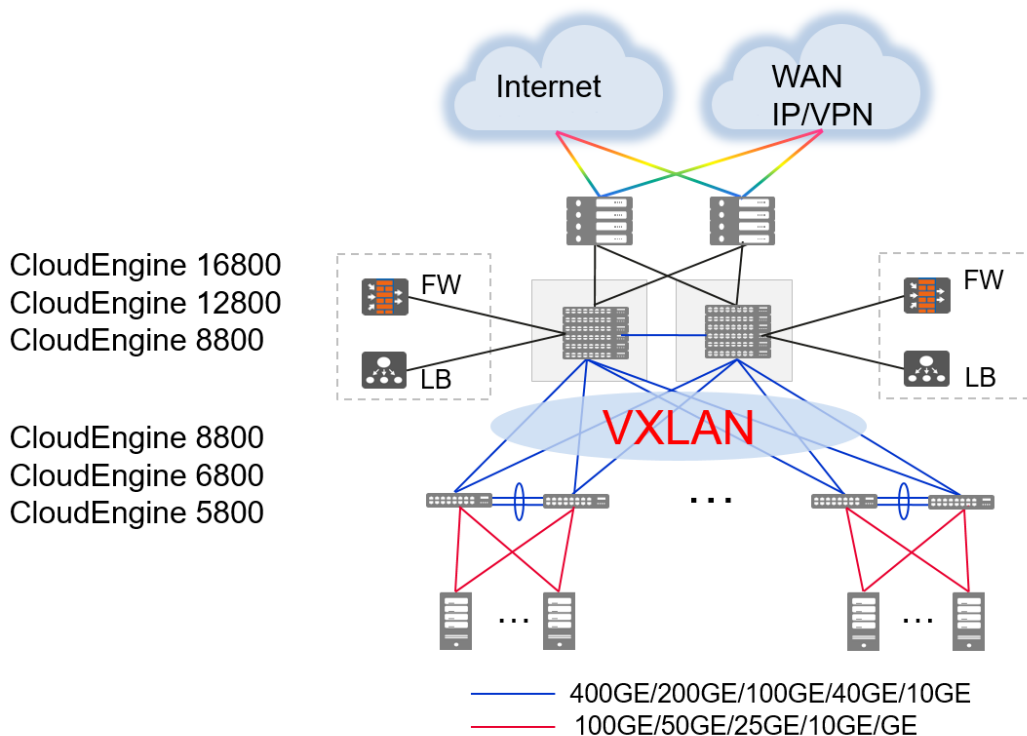 Internet
WAN
IP/VPN
CloudEngine 16800
CloudEngine 12800
CloudEngine 8800
FW
LB
FW
LB
VXLAN
CloudEngine 8800
CloudEngine 6800
CloudEngine 5800
...
...
...
400GE/200GE/100GE/40GE/10GE
100GE/50GE/25GE/10GE/GE